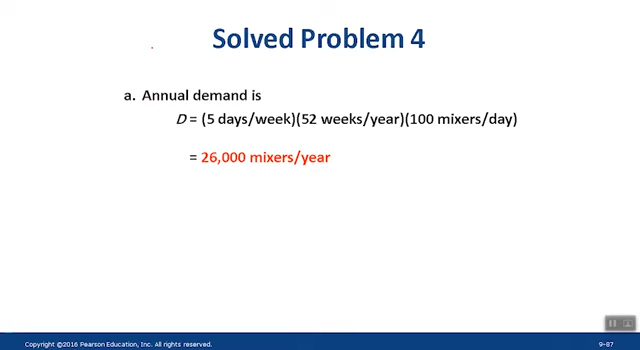 Solved Problem 4
a. Annual demand is
D = (5 days/week)(52 weeks/year)(100 mixers/day)
= 26,000 mixers/year
Copyright ©2016 Pearson Education, Inc. All rights reserved. 9-87